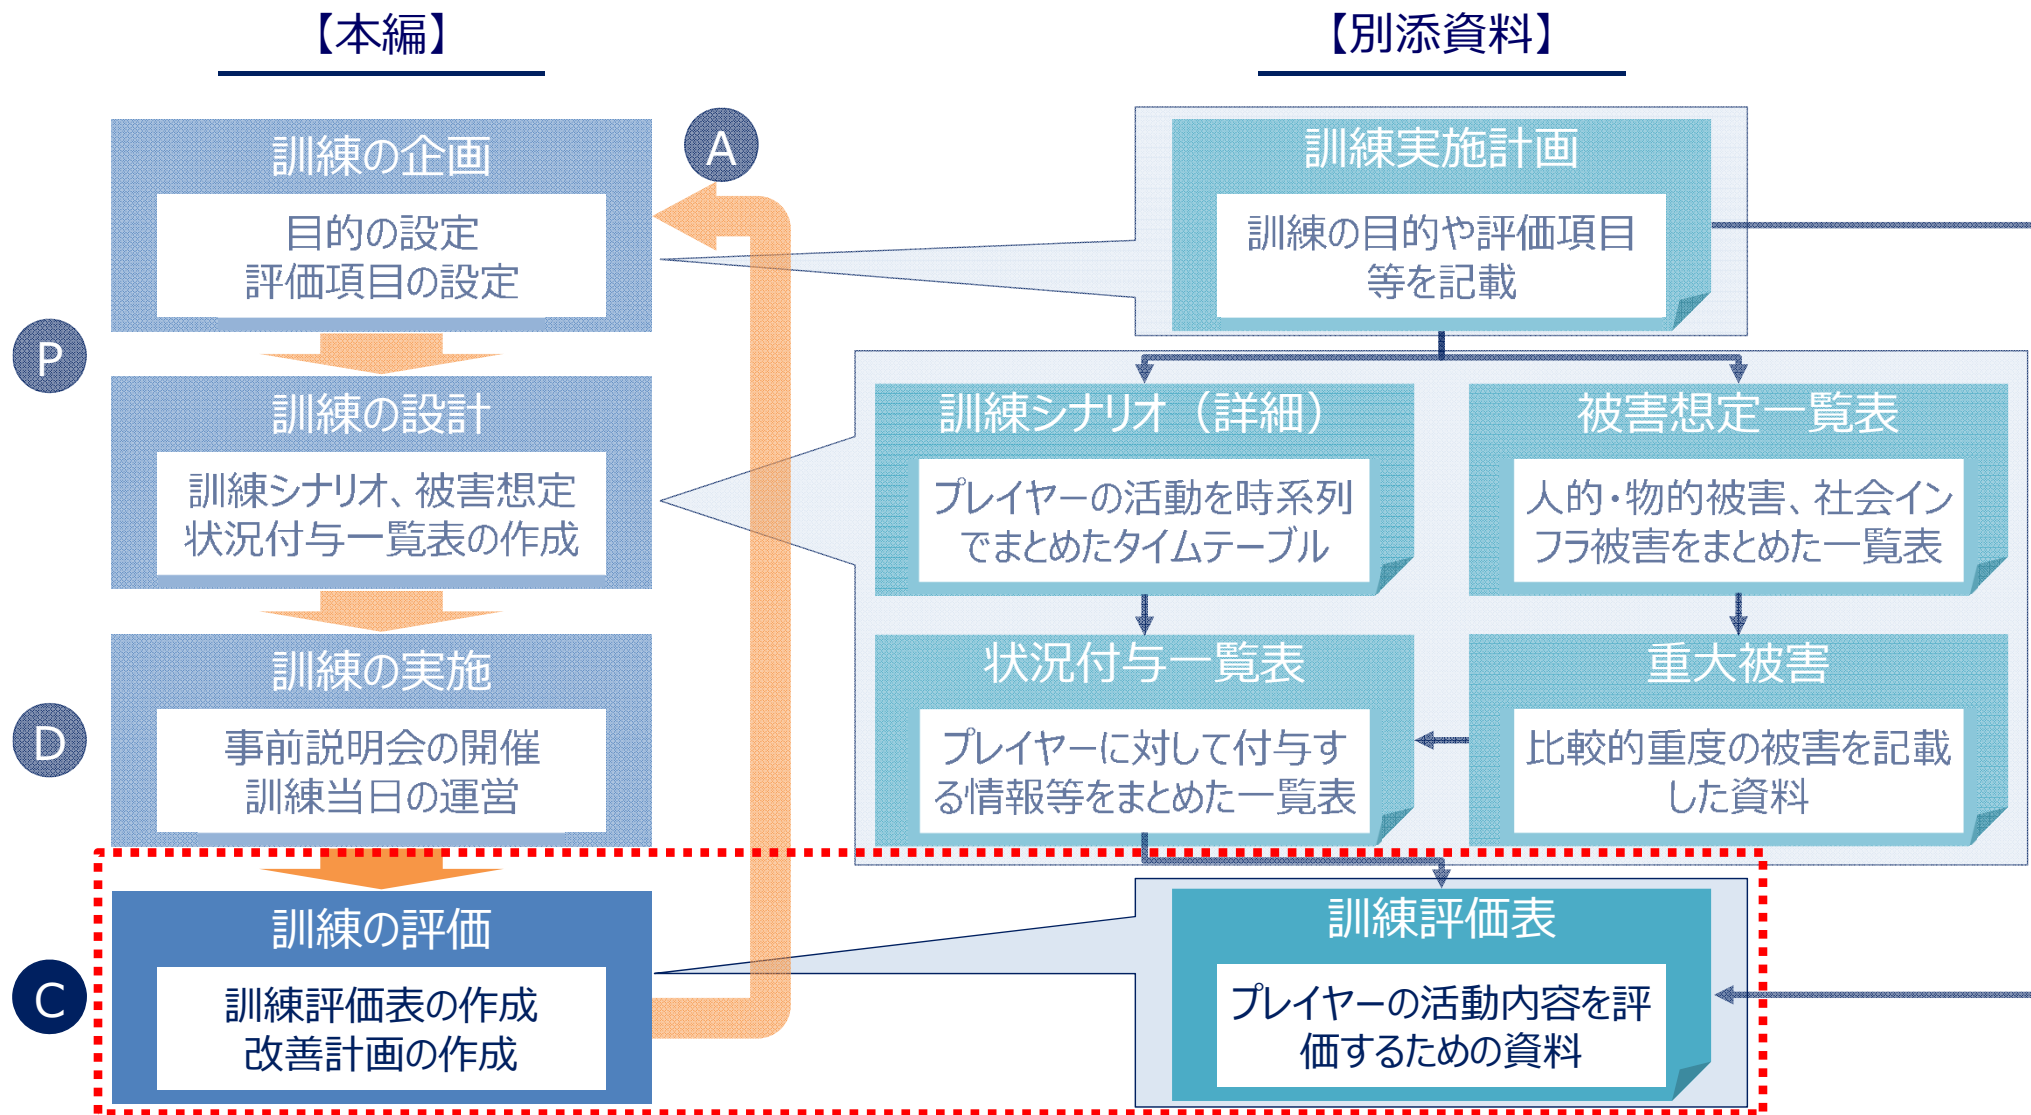 【本編】
【別添資料】
A
訓練の企画
目的の設定
評価項目の設定
P
訓練の設計
訓練シナリオ、被害想定
状況付与一覧表の作成
D
訓練の実施
事前説明会の開催
訓練当日の運営
C
訓練の評価
訓練評価表の作成
改善計画の作成
訓練実施計画
訓練の目的や評価項目
等を記載
訓練シナリオ（詳細）
プレイヤーの活動を時系列
でまとめたタイムテーブル
被害想定一覧表
人的・物的被害、社会イン
フラ被害をまとめた一覧表
状況付与一覧表
プレイヤーに対して付与す
る情報等をまとめた一覧表
重大被害
比較的重度の被害を記載
した資料
訓練評価表
プレイヤーの活動内容を評
価するための資料